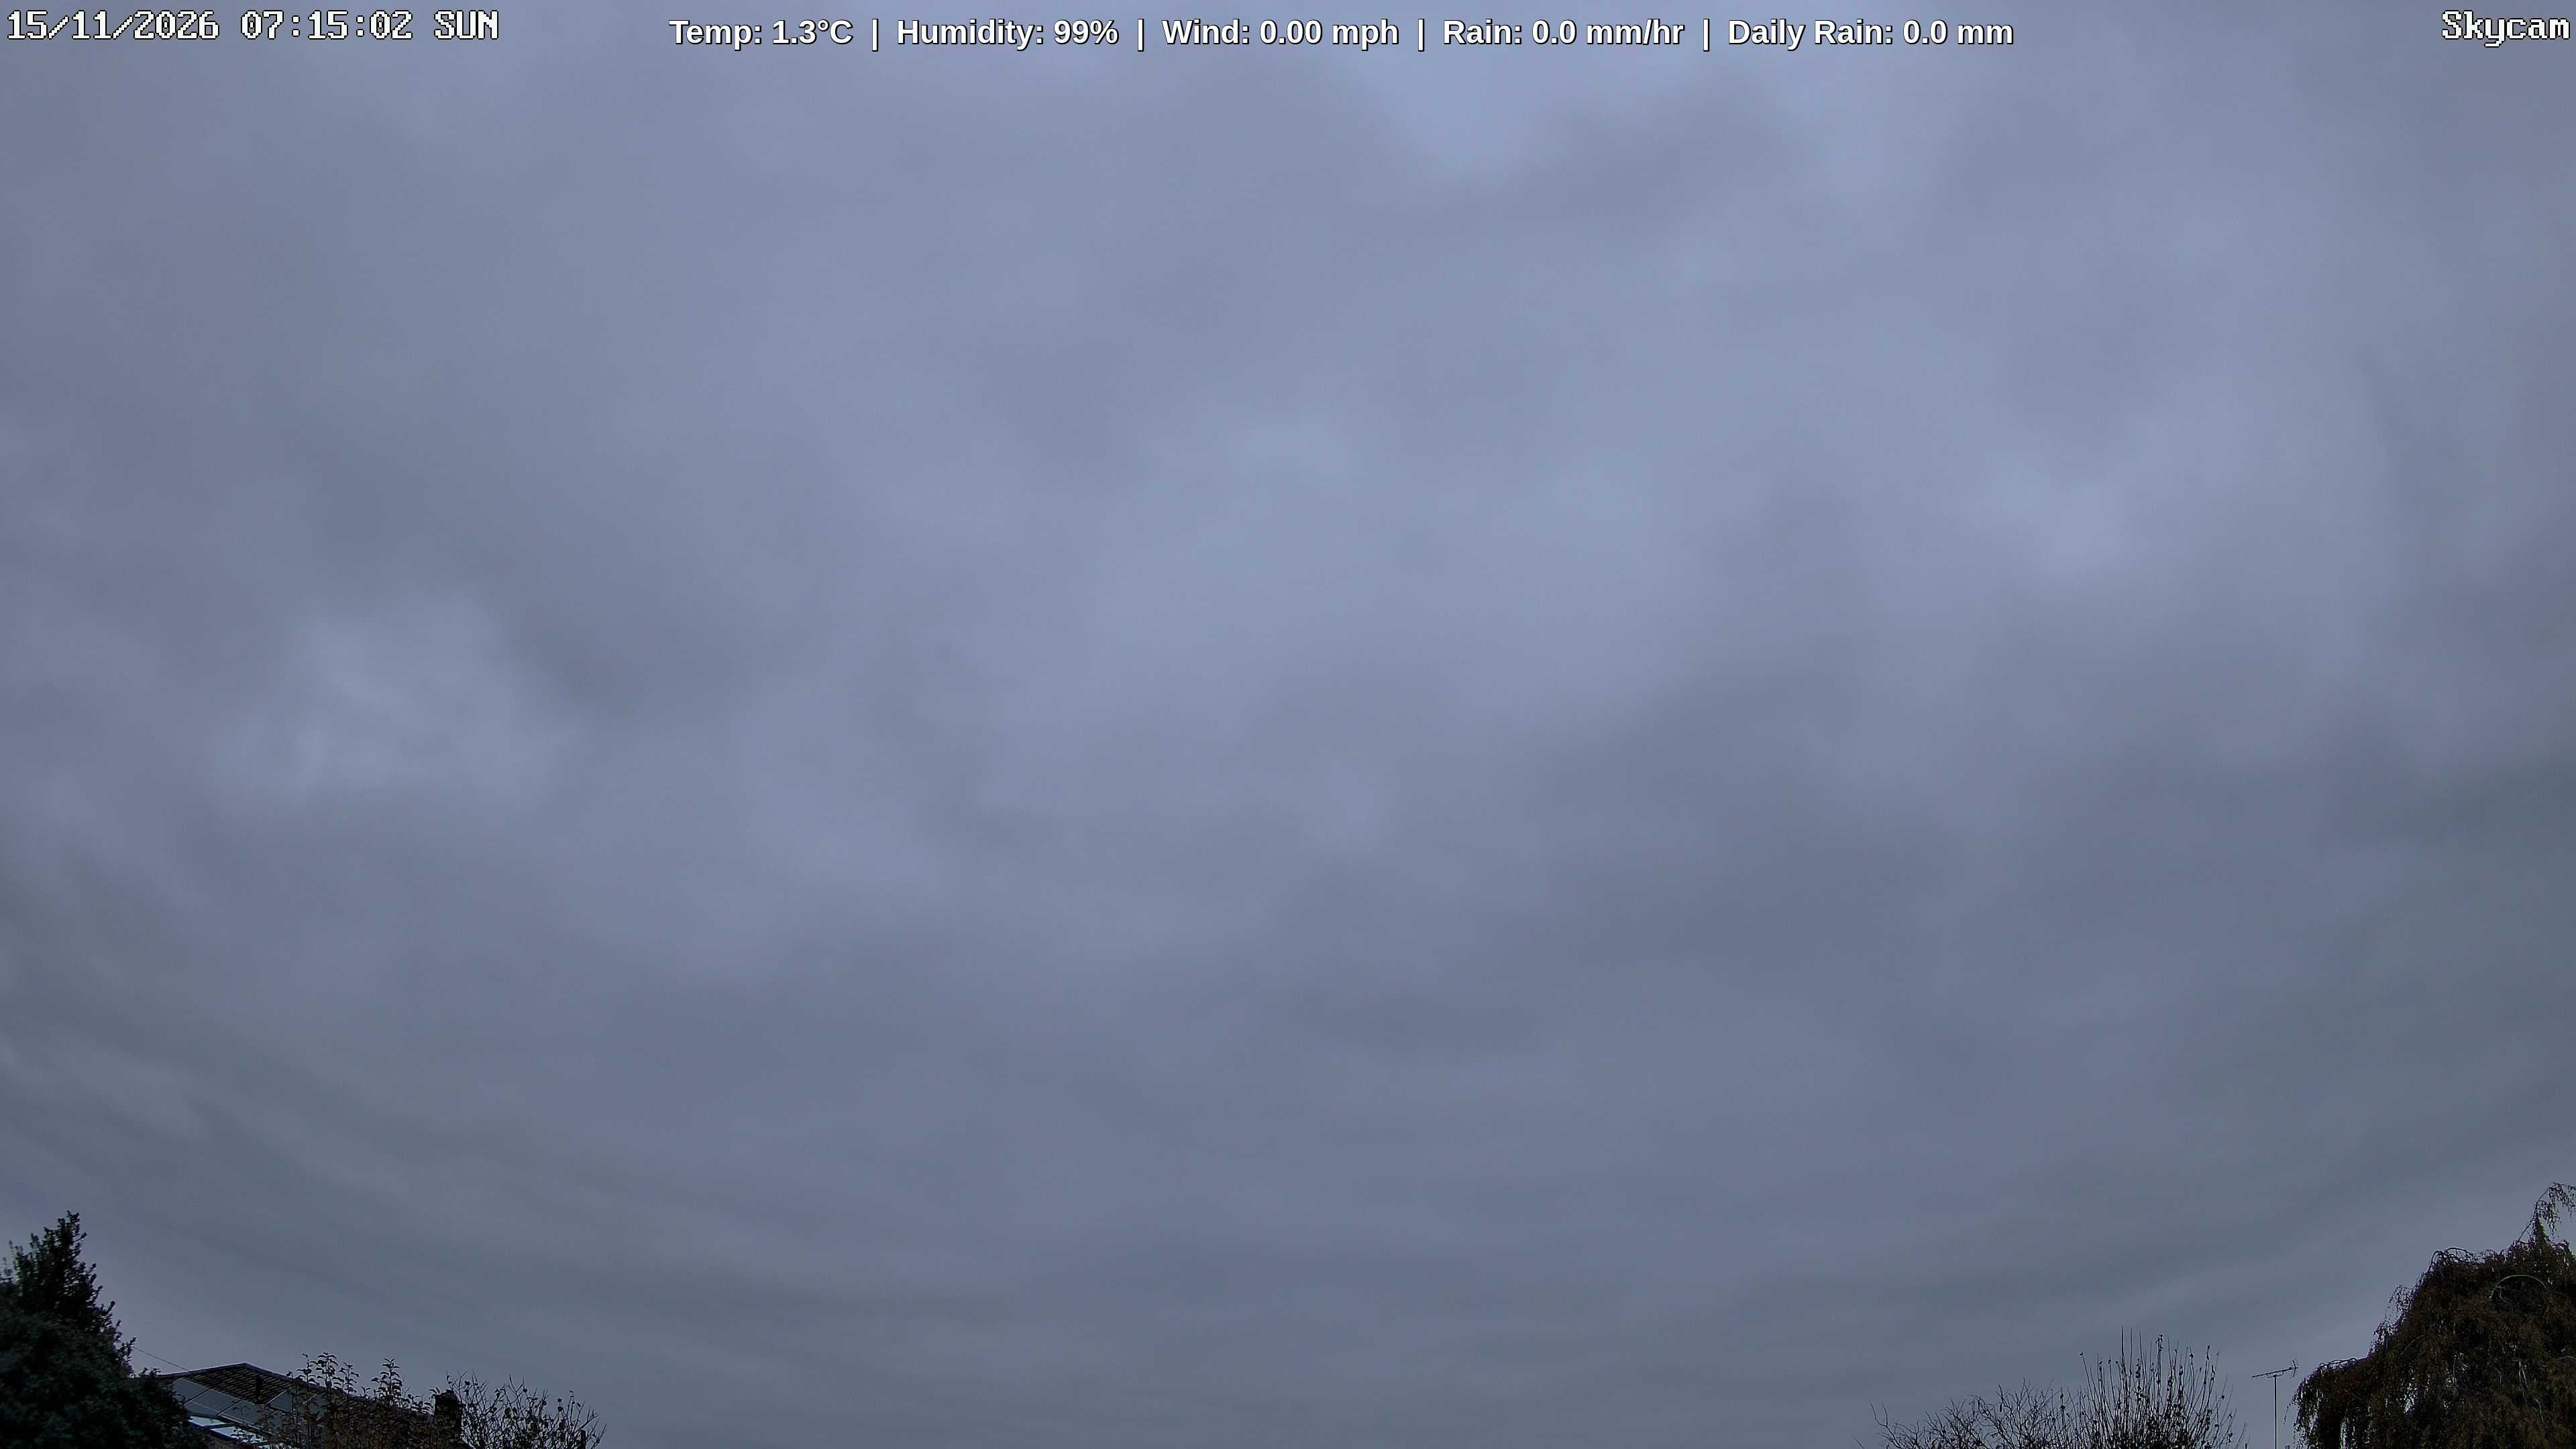 15/11/2026 07:15:02 SUN
Temp: 1.3°C | Humidity: 99% | Wind: 0.00 mph | Rain: 0.0 mm/hr | Daily Rain: 0.0 mm
Skycam